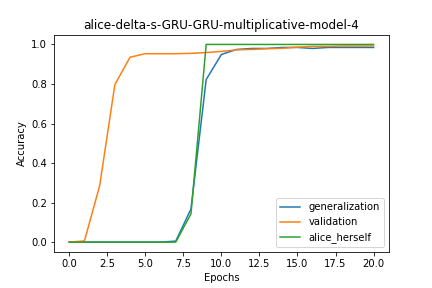 alice-delta-s-GRU-GRU-multiplicative-model-4
Accuracy
1.0
0.8
0.6
0.4
0.2
0.0
generalization
validation
alice_herself
0.0 2.5 5.0 7.5 10.0 12.5 15.0 17.5 20.0
Epochs